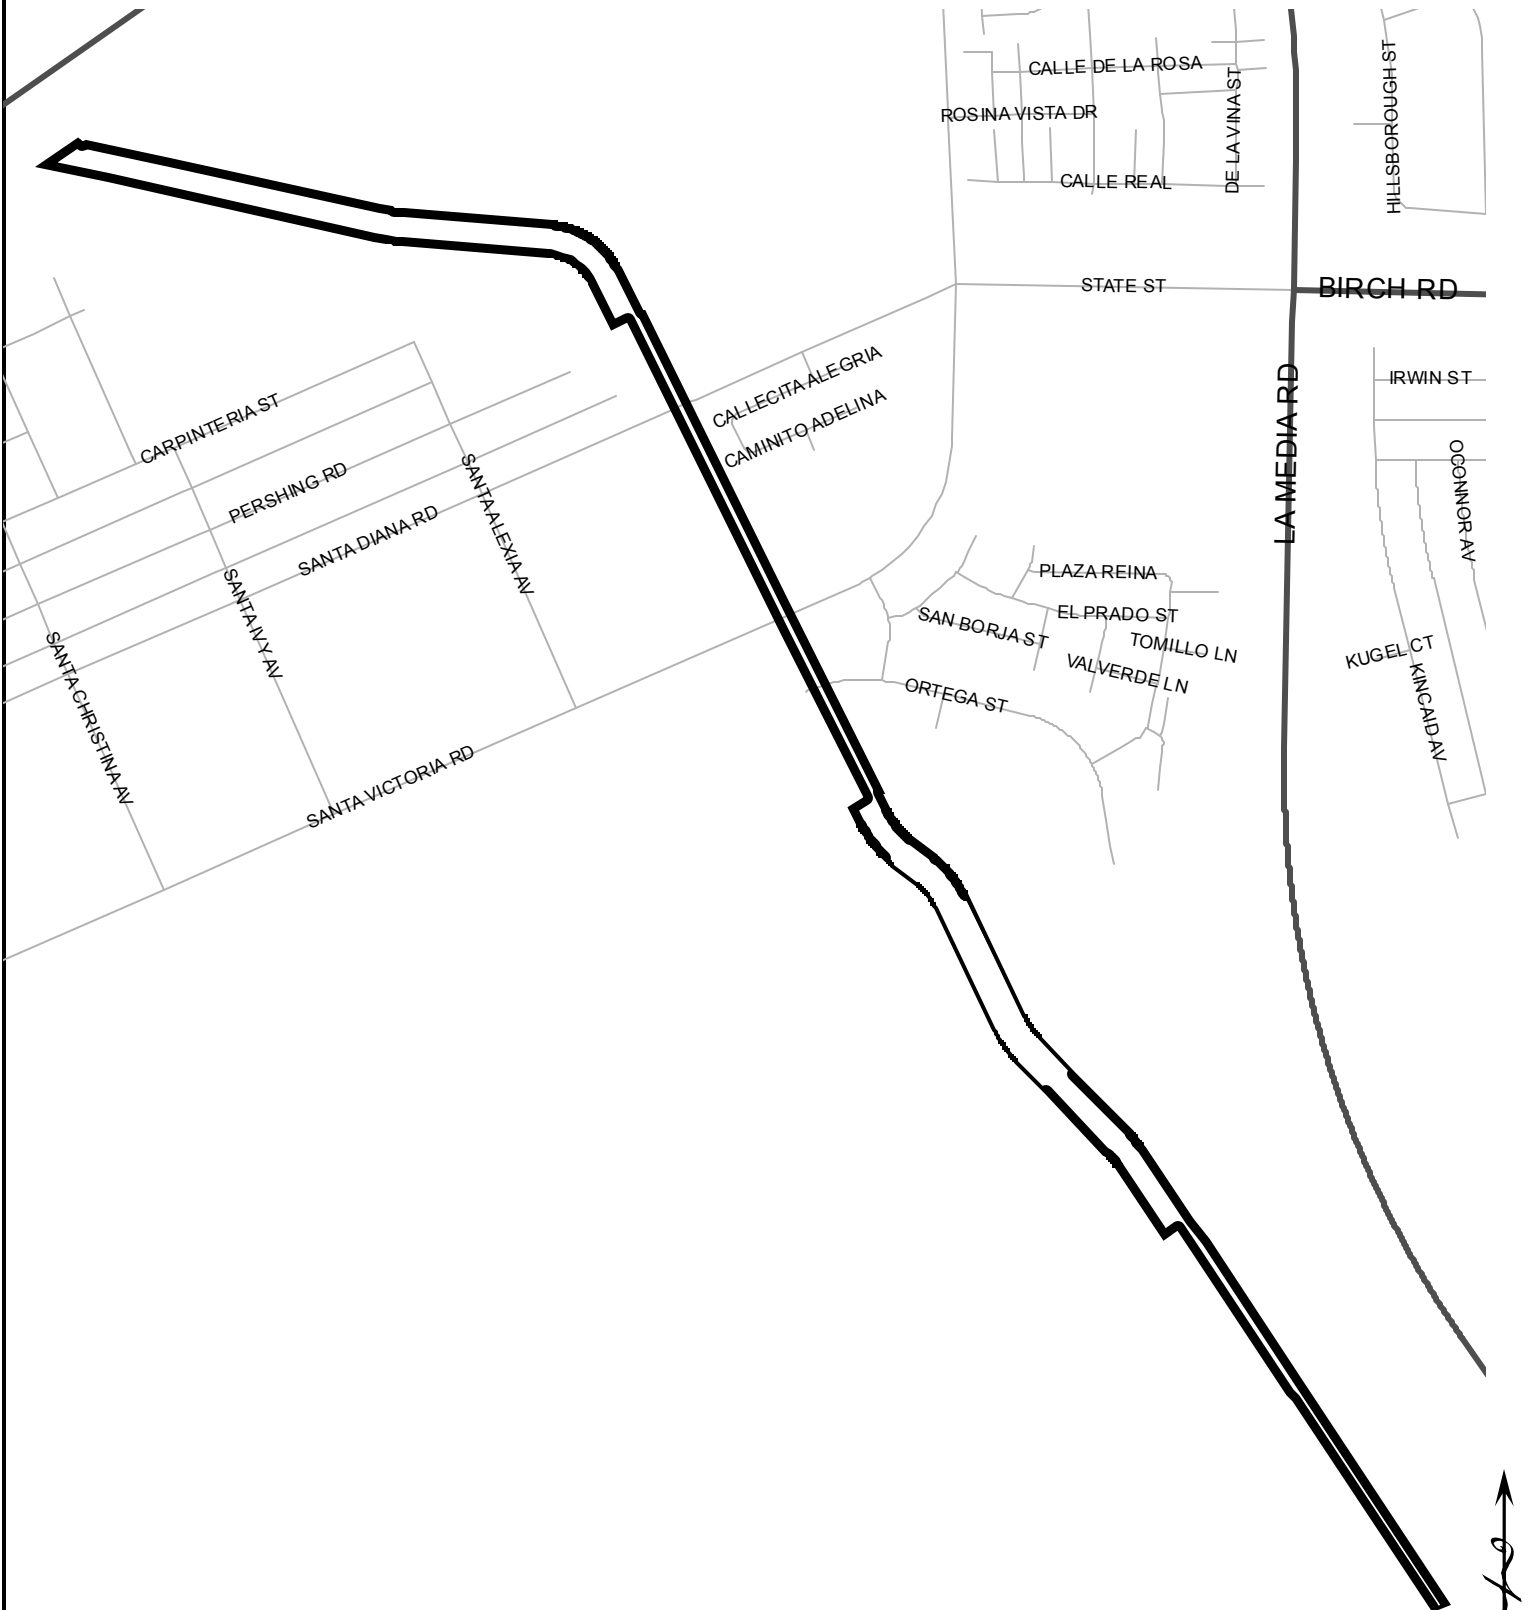 CALLE DE LA ROSA
ROSINA VISTA DR
DE LA VINA ST
HILLSBOROUGH ST
CALLE REAL
STATE ST
BIRCH RD
CALLECITA ALEGRIA
LA MEDIA RD
IRWIN ST
CARPINTERIA ST
CAMINITO ADELINA
PERSHING RD
SANTA ALEXIA AV
OCONNOR AV
SANTA DIANA RD
PLAZA REINA
SANTA IVY AV
SAN BORJA ST
EL PRADO ST
TOMILLO LN
SANTA CHRISTINA AV
VALVERDE LN
KUGEL CT
ORTEGA ST
KINCAID AV
SANTA VICTORIA RD